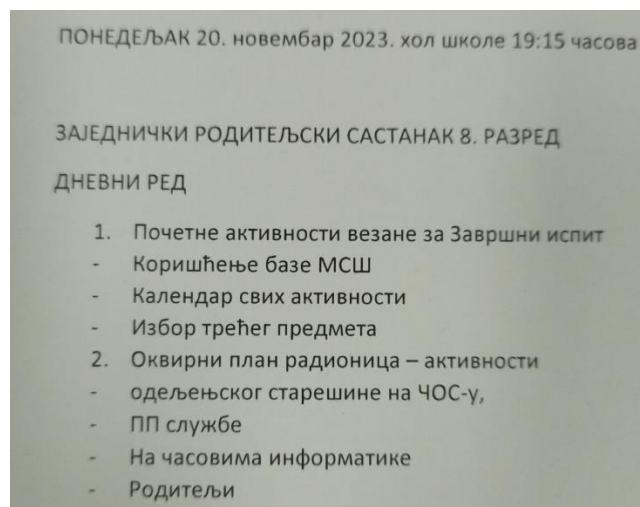 ПОНЕДЕЉАК 20. новембар 2023. хол школе 19:15 часова
ЗАЈЕДНИЧКИ РОДИТЕЉСКИ САСТАНАК 8. РАЗРЕД
ДНЕВНИ РЕД
1. Почетне активности везане за Завршни испит
- Коришћење базе МСШ
- Календар свих активности
- Избор трећег предмета
2. Оквирни план радионица – активности
- одељењског старешине на ЧОС-у,
- ПП службе
- На часовима информатике
- Родитељи